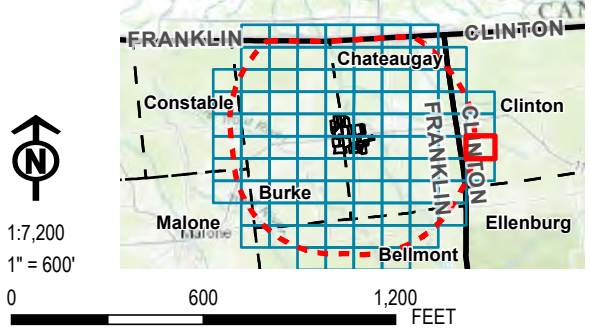 CAN
FRANKLIN CLINTON
Chateaugay
Constable
Clinton
FRANKLIN
CLINTON
N
Burke
1:7,200
Malone
Malone
Ellenburg
1" = 600'
Bellmont
0 600 1,200
FEET